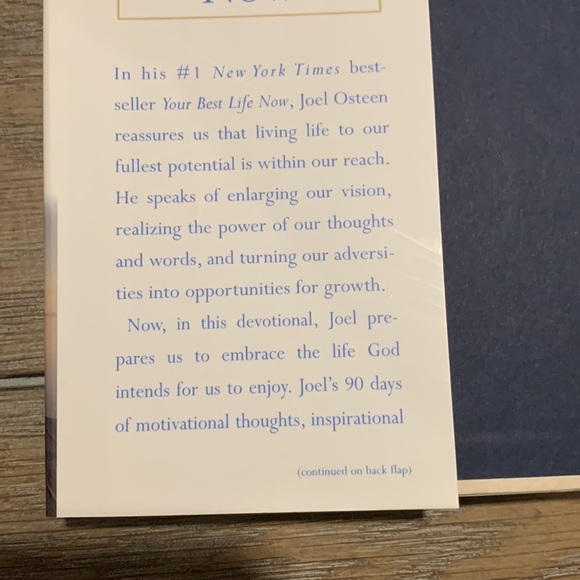 In his #1 New York Times best-
seller Your Best Life Now, Joel Osteen
reassures us that living life to our
fullest potential is within our reach.
He speaks of enlarging our vision,
realizing the power of our thoughts
and words, and turning our adversi-
ties into opportunities for growth.
Now, in this devotional, Joel pre-
pares us to embrace the life God
intends for us to enjoy. Joel's 90 days
of motivational thoughts, inspirational
(continued on back flap)